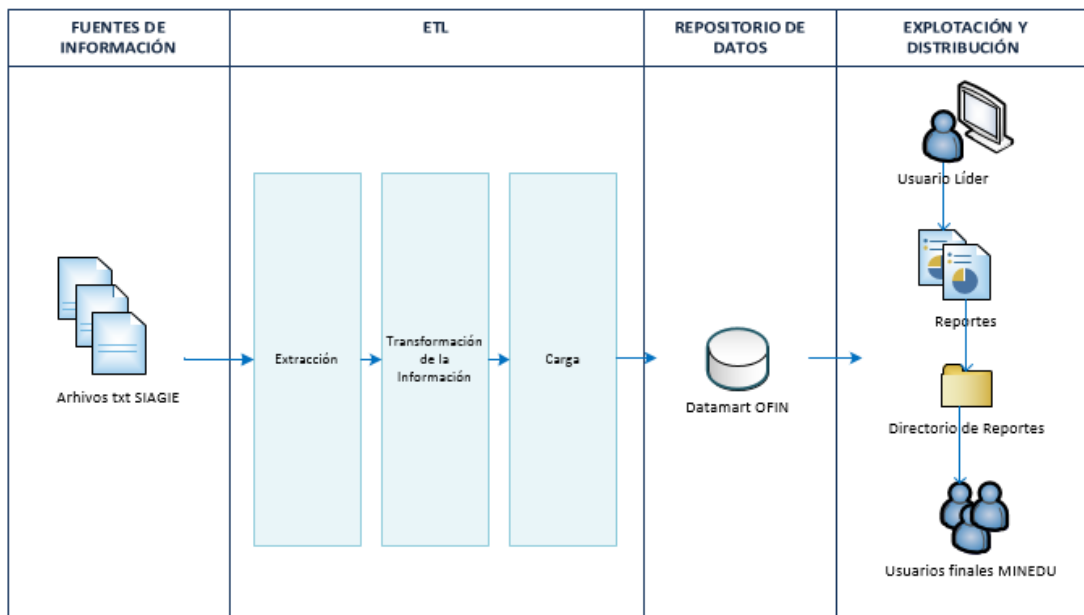 FUENTES DE
INFORMACIÓN
ETL
REPOSITORIO DE
DATOS
EXPLOTACIÓN Y
DISTRIBUCIÓN
Arhivos txt SIAGIE
Extracción
Transformación
de la
Información
Carga
Datamart OFIN
Usuario Líder
Reportes
Directorio de Reportes
Usuarios finales MINEDU